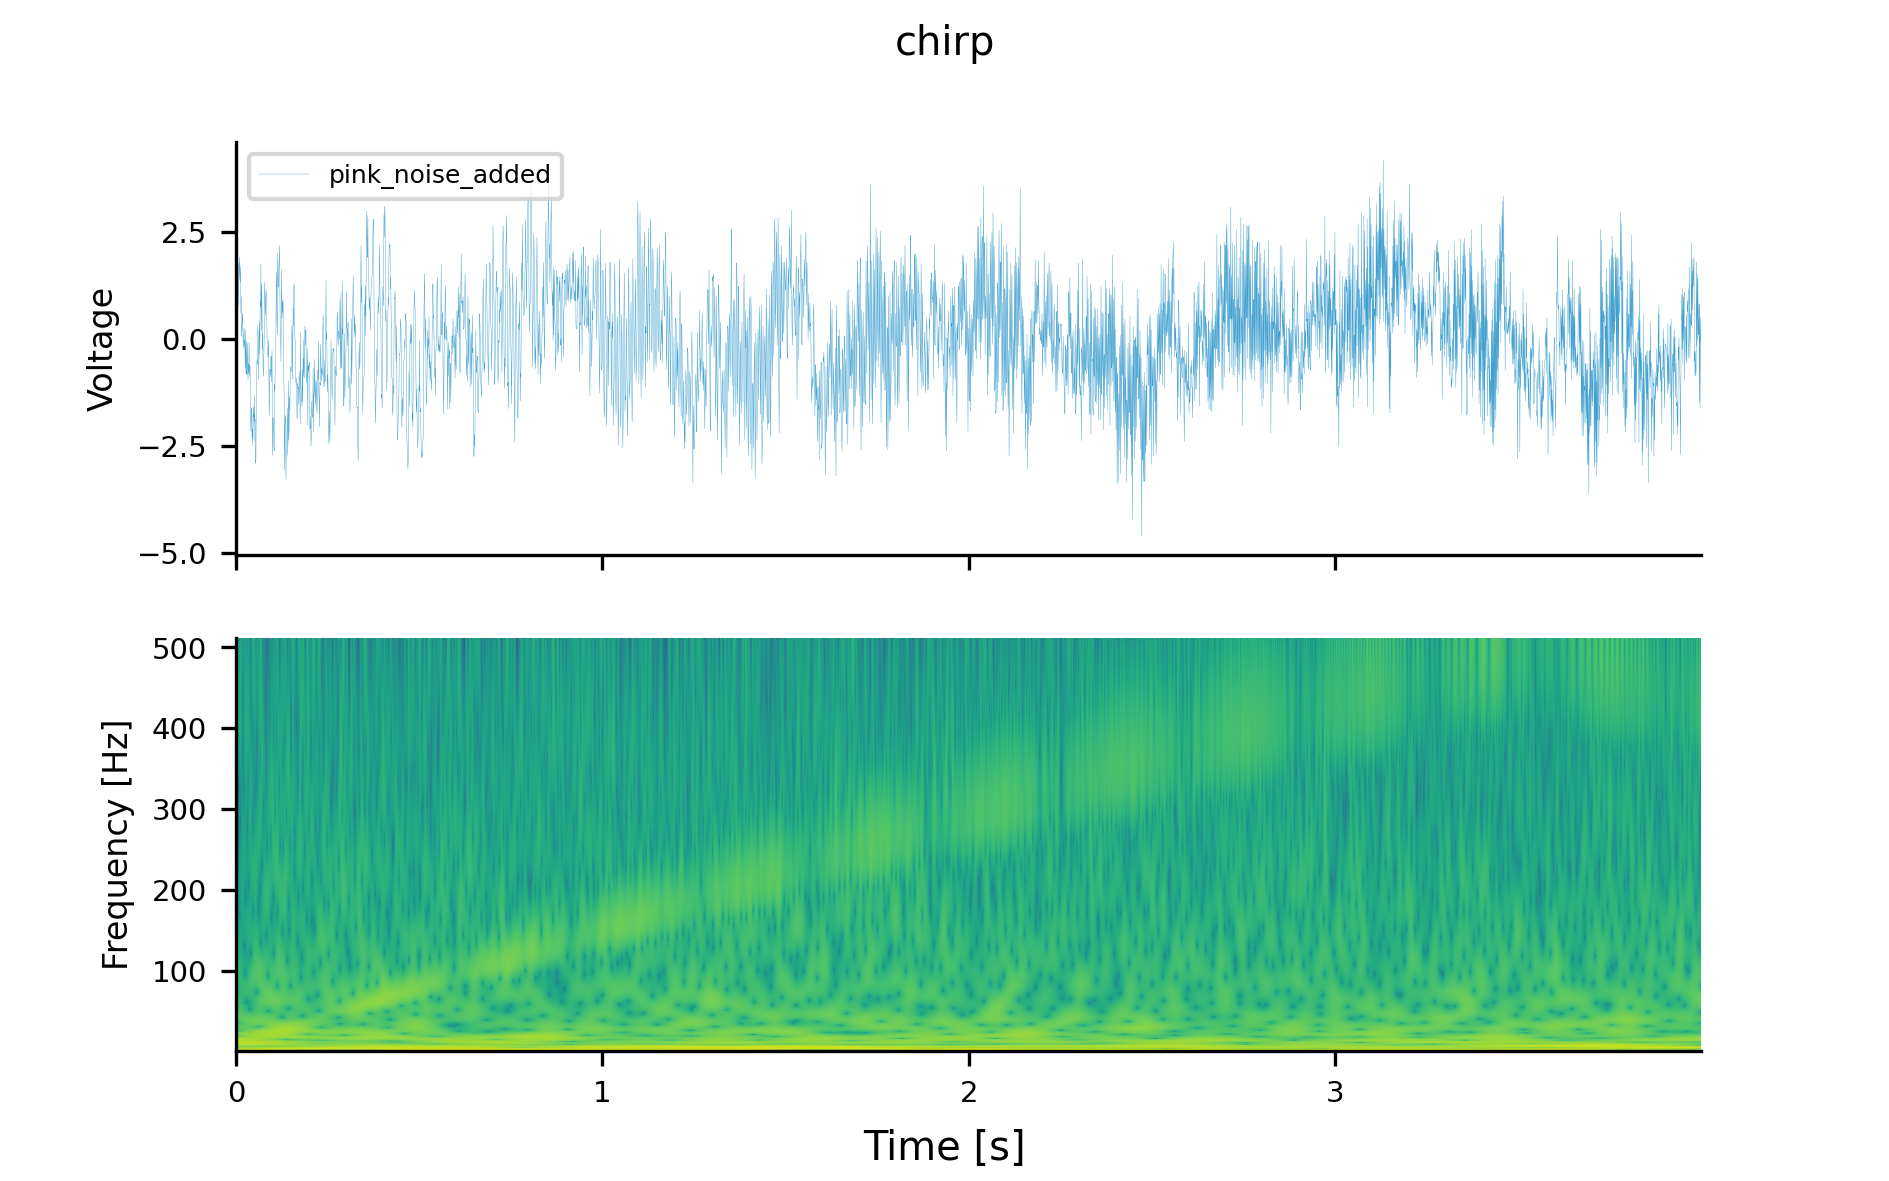 chirp
pink_noise_added
Voltage
2.5
0.0
−2.5
−5.0
Frequency [Hz]
500
400
300
200
100
0 1 2 3
Time [s]